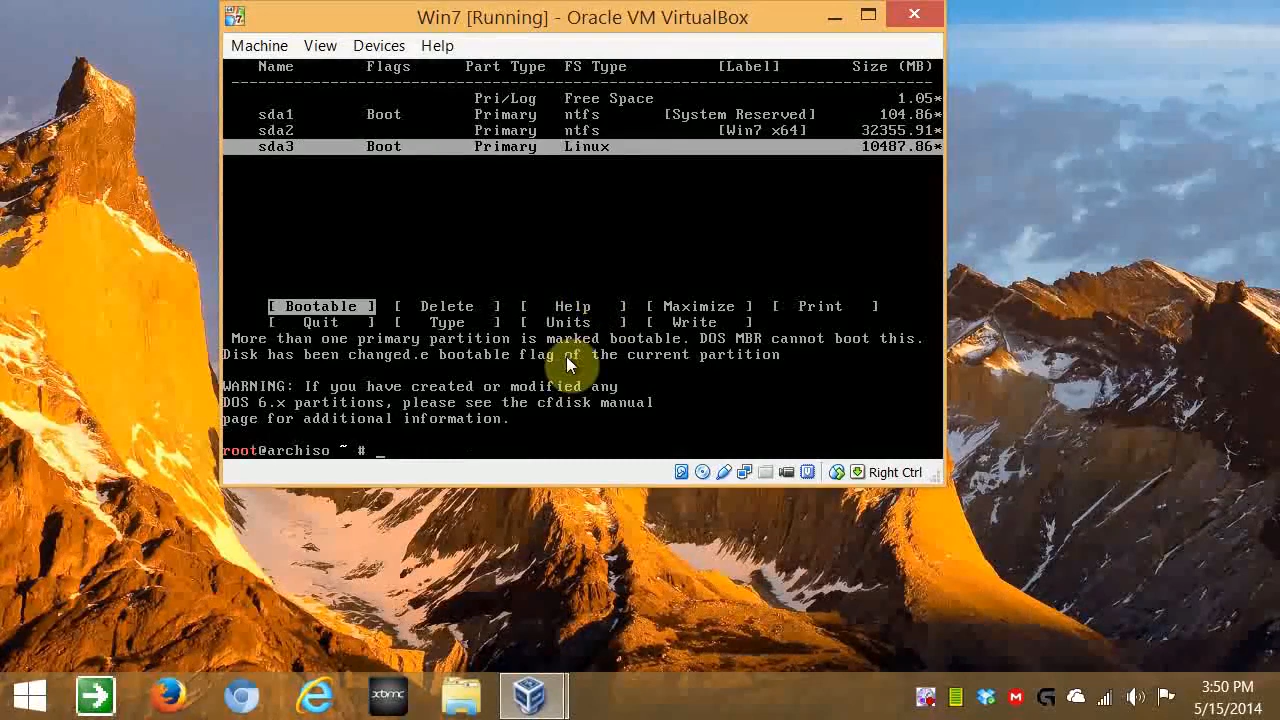 Win7 [Running] - Oracle VM VirtualBox
Machine View Devices Help
Name Flags Part Type FS Type [Label] Size (MB)
Pri/Log Free Space 1.05*
sda1 Boot Primary ntfs [System Reserved] 104.86*
sda2 Primary ntfs [Win7 x64] 32355.91*
sda3 Boot Primary Linux 10487.86*
[ Bootable ] [ Delete ] [ Help ] [ Maximize ] [ Print ]
[ Quit ] [ Type ] [ Units ] [ Write ]
More than one primary partition is marked bootable. DOS MBR cannot boot this.
Disk has been changed.e bootable flag of the current partition
WARNING: If you have created or modified any
DOS 6.x partitions, please see the cfdisk manual
page for additional information.
root@archiso ~ # _
Right Ctrl
xbmc
3:50 PM
5/15/2014